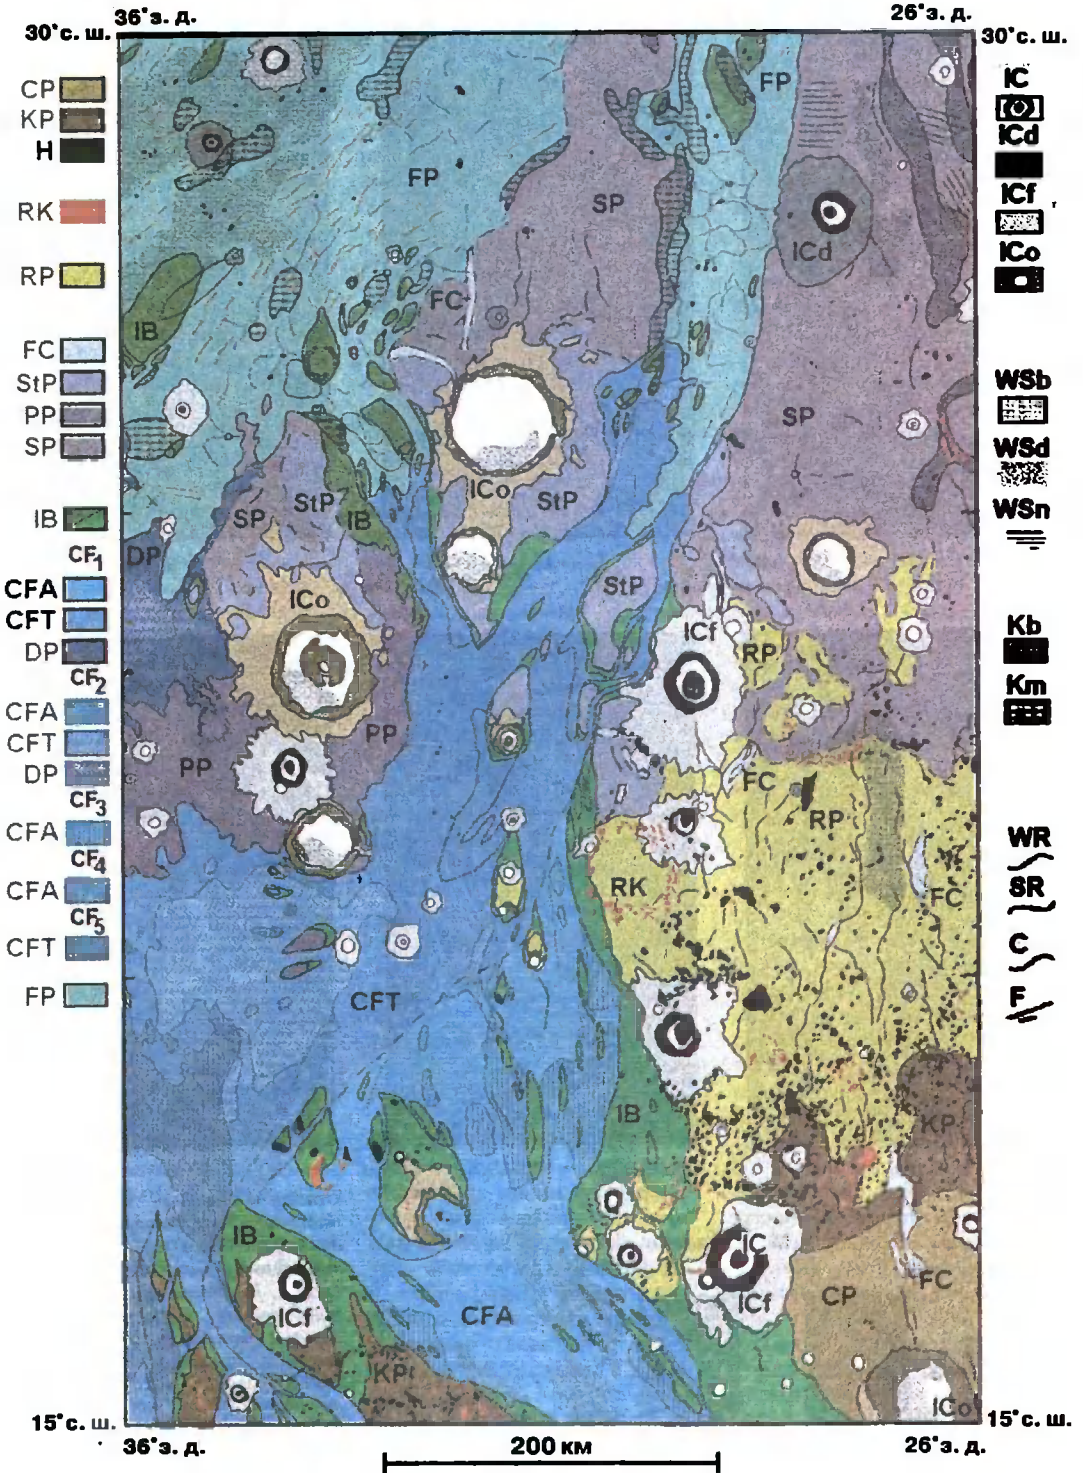 36°з. д.
26°з. д.
30°с. ш.
30°с. ш.
CP
KP
H
RK
RP
FC
StP
PP
SP
IB
CF₁
CFA
CFT
DP
CF₂
CFA
CFT
DP
CF₃
CFA
CF₄
CFA
CF₅
CFT
FP
FP
FP
SP
ICd
FC
IB
SP
ICo
StP
StP
SP
IB
DP
ICo
StP
ICf
RP
PP
PP
FC
RP
RK
FC
CFT
IB
KP
IB
IC
ICf
ICf
CP
FC
CFA
KP
ICo
IC
ICd
ICf
ICo
WSb
WSd
WSn
Kb
Km
WR
SR
C
F
15°с. ш.
15°с. ш.
36°з. д.
200 км
26°з. д.